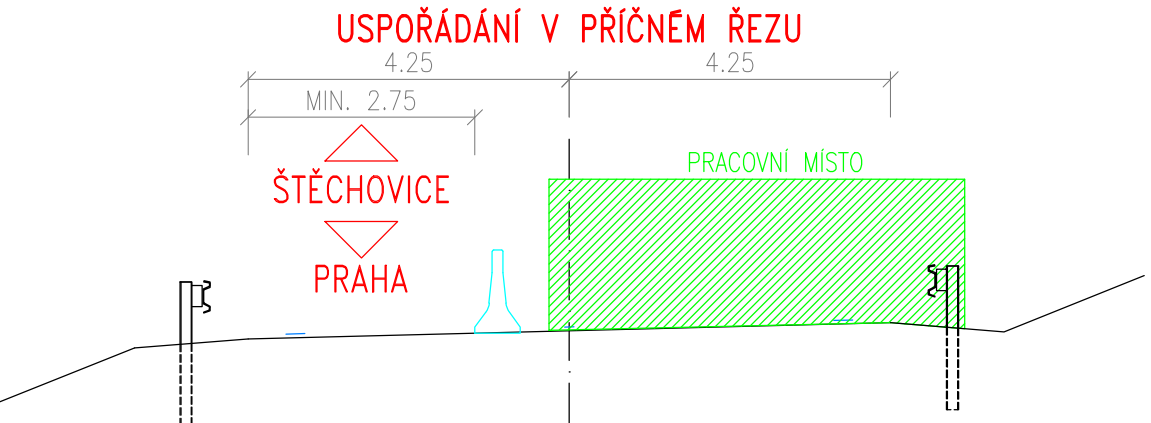 USPOŘÁDÁNÍ V PŘÍČNÉM ŘEZU
4.25 4.25
MIN. 2.75
PRACOVNÍ MÍSTO
ŠTĚCHOVICE
PRAHA